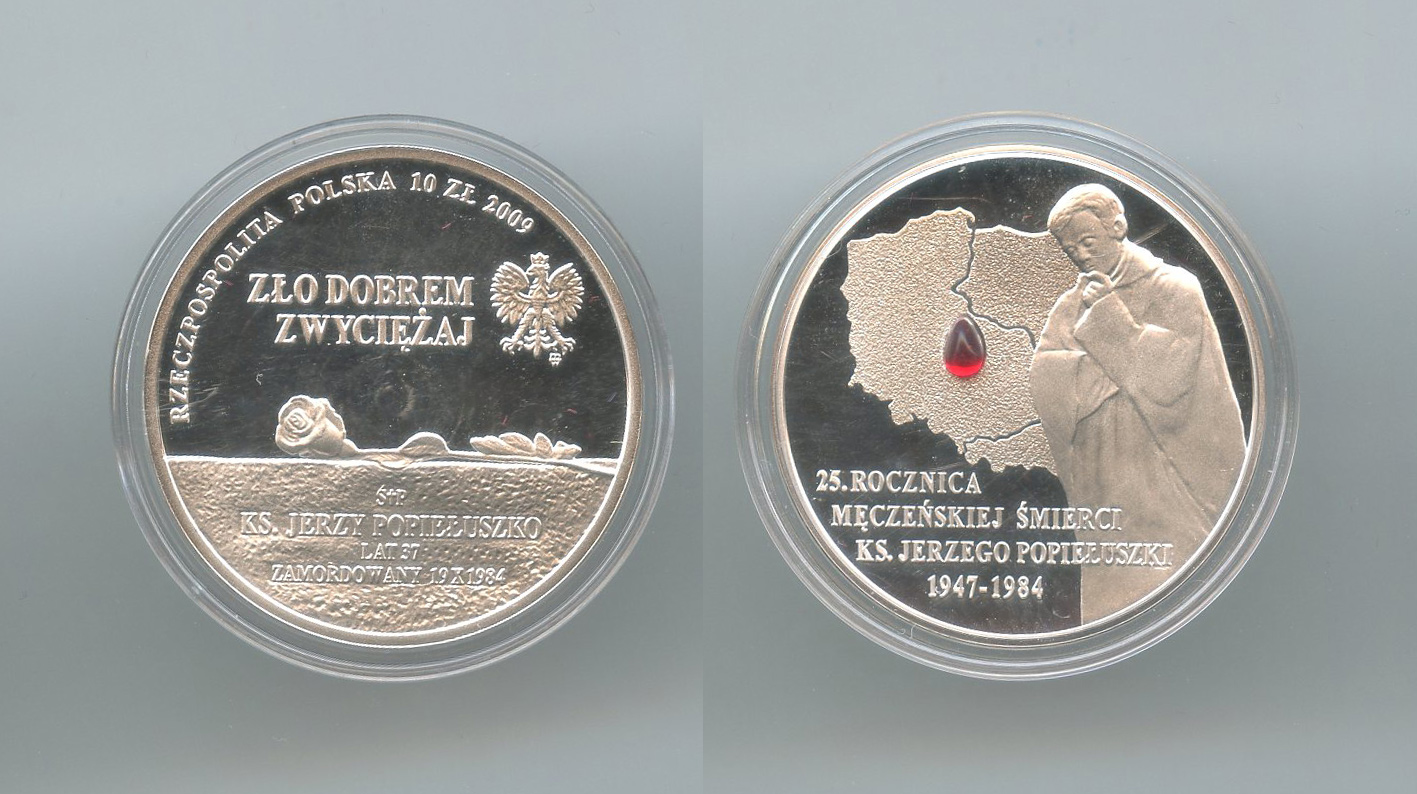 RZECZPOSPOLITA POLSKA 10 ZŁ 2009
ZŁO DOBREM
ZWYCIĘŻAJ
Ś+P
KS. JERZY POPIEŁUSZKO
LAT 37
ZAMORDOWANY 19 X 1984
25. ROCZNICA
MĘCZEŃSKIEJ ŚMIERCI
KS. JERZEGO POPIEŁUSZKI
1947-1984